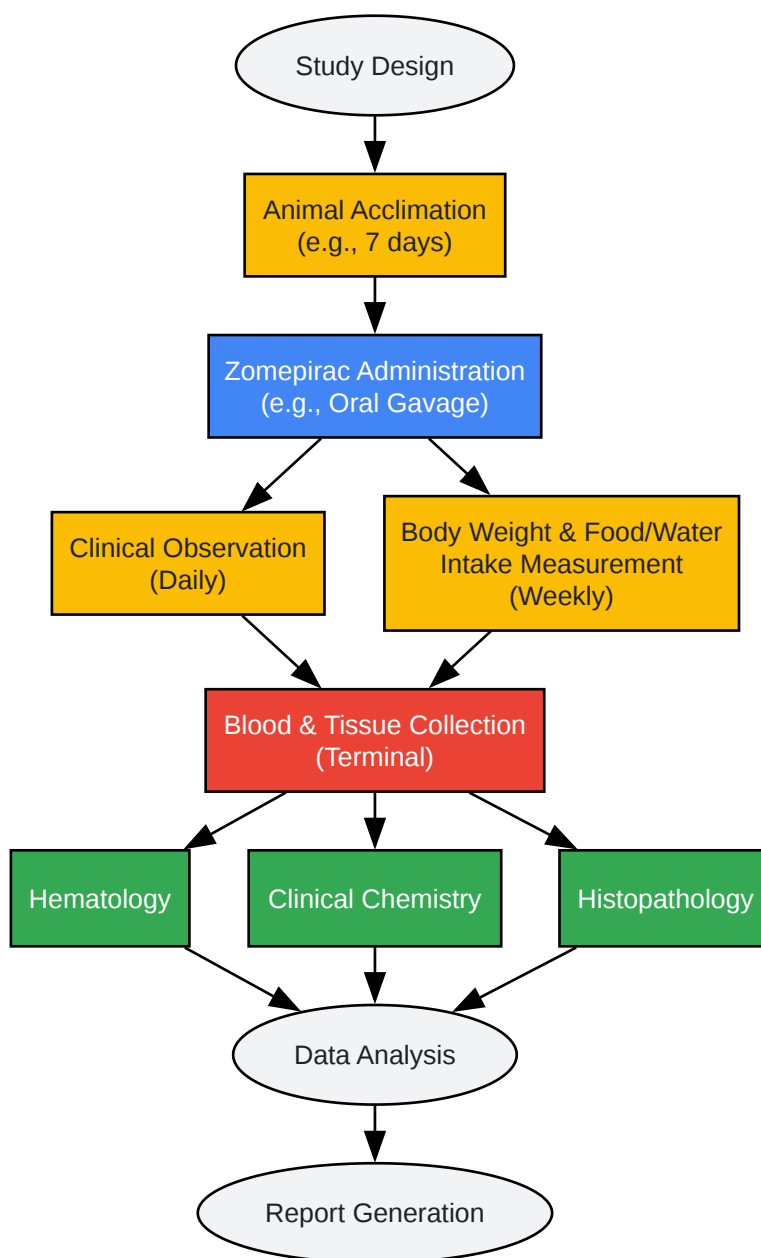 Study Design
Animal Acclimation
(e.g., 7 days)
Zomepirac Administration
(e.g., Oral Gavage)
Clinical Observation
(Daily)
Body Weight & Food/Water
Intake Measurement
(Weekly)
Blood & Tissue Collection
(Terminal)
Hematology
Clinical Chemistry
Histopathology
Data Analysis
Report Generation